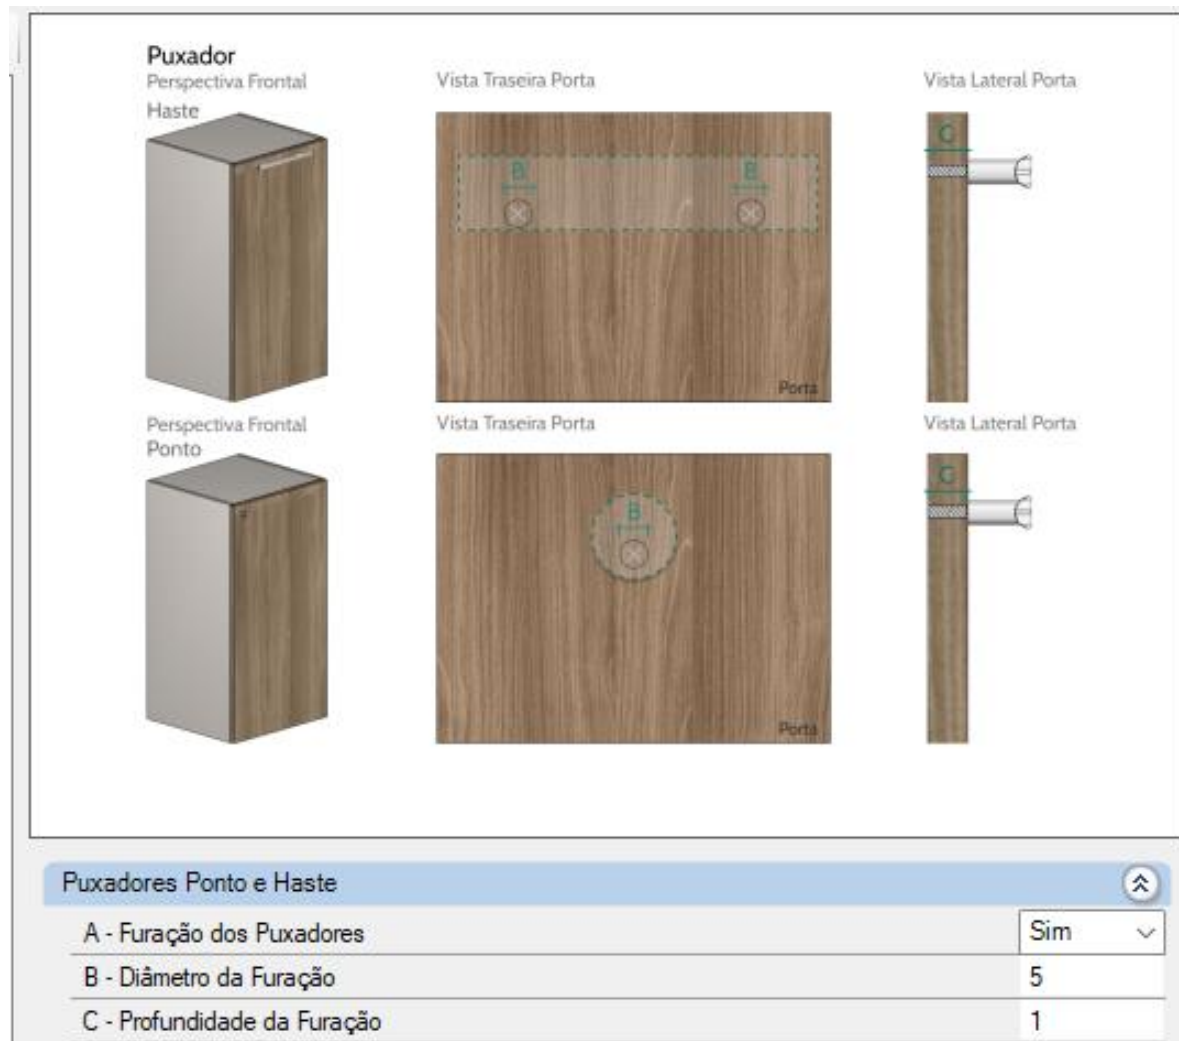 Puxador
Perspectiva Frontal
Haste
Vista Traseira Porta
Vista Lateral Porta
B
B
C
Porta
Perspectiva Frontal
Ponto
Vista Traseira Porta
Vista Lateral Porta
B
C
Porta
Puxadores Ponto e Haste
A - Furação dos Puxadores
Sim
B - Diâmetro da Furação
5
C - Profundidade da Furação
1